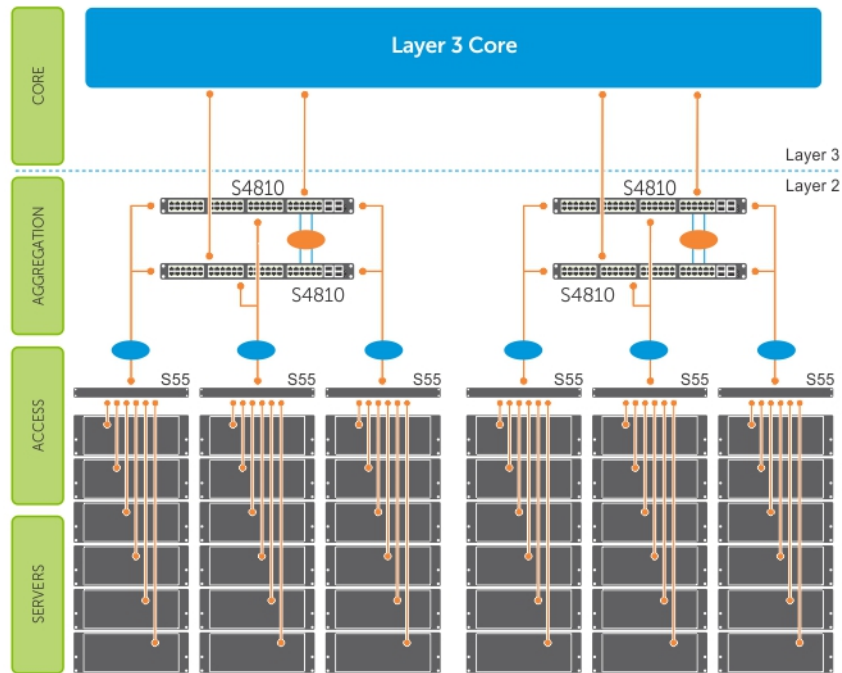 CORE
Layer 3 Core
Layer 3
Layer 2
AGGREGATION
S4810
S4810
S4810
S4810
ACCESS
S55
S55
S55
S55
S55
S55
SERVERS